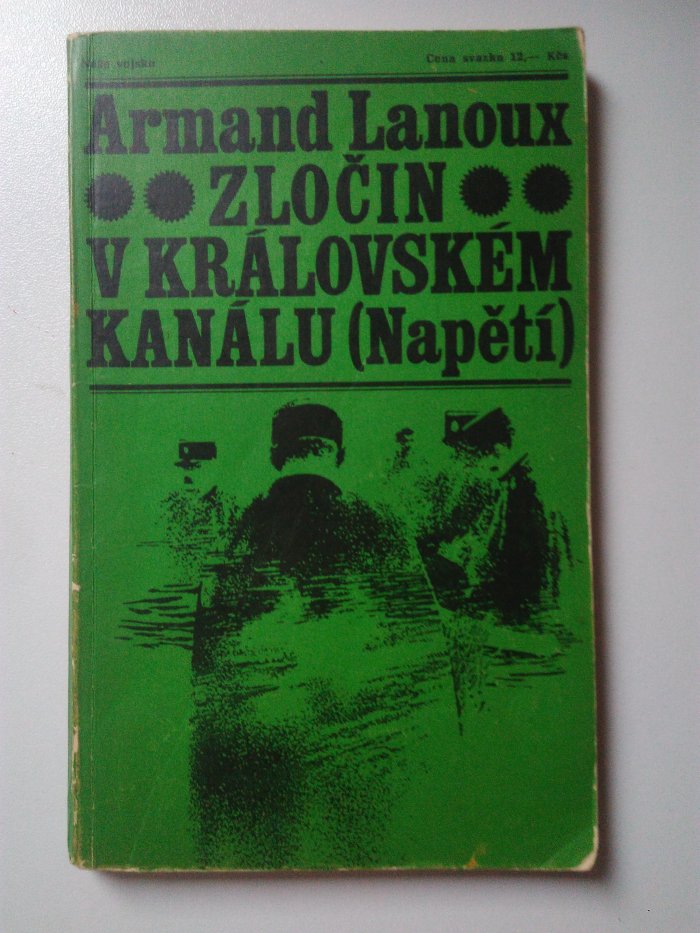 Naše vojsko
Cena svazku 12,— Kčs
Armand Lanoux
ZLOČIN
V KRÁLOVSKÉM
KANÁLU (Napětí)